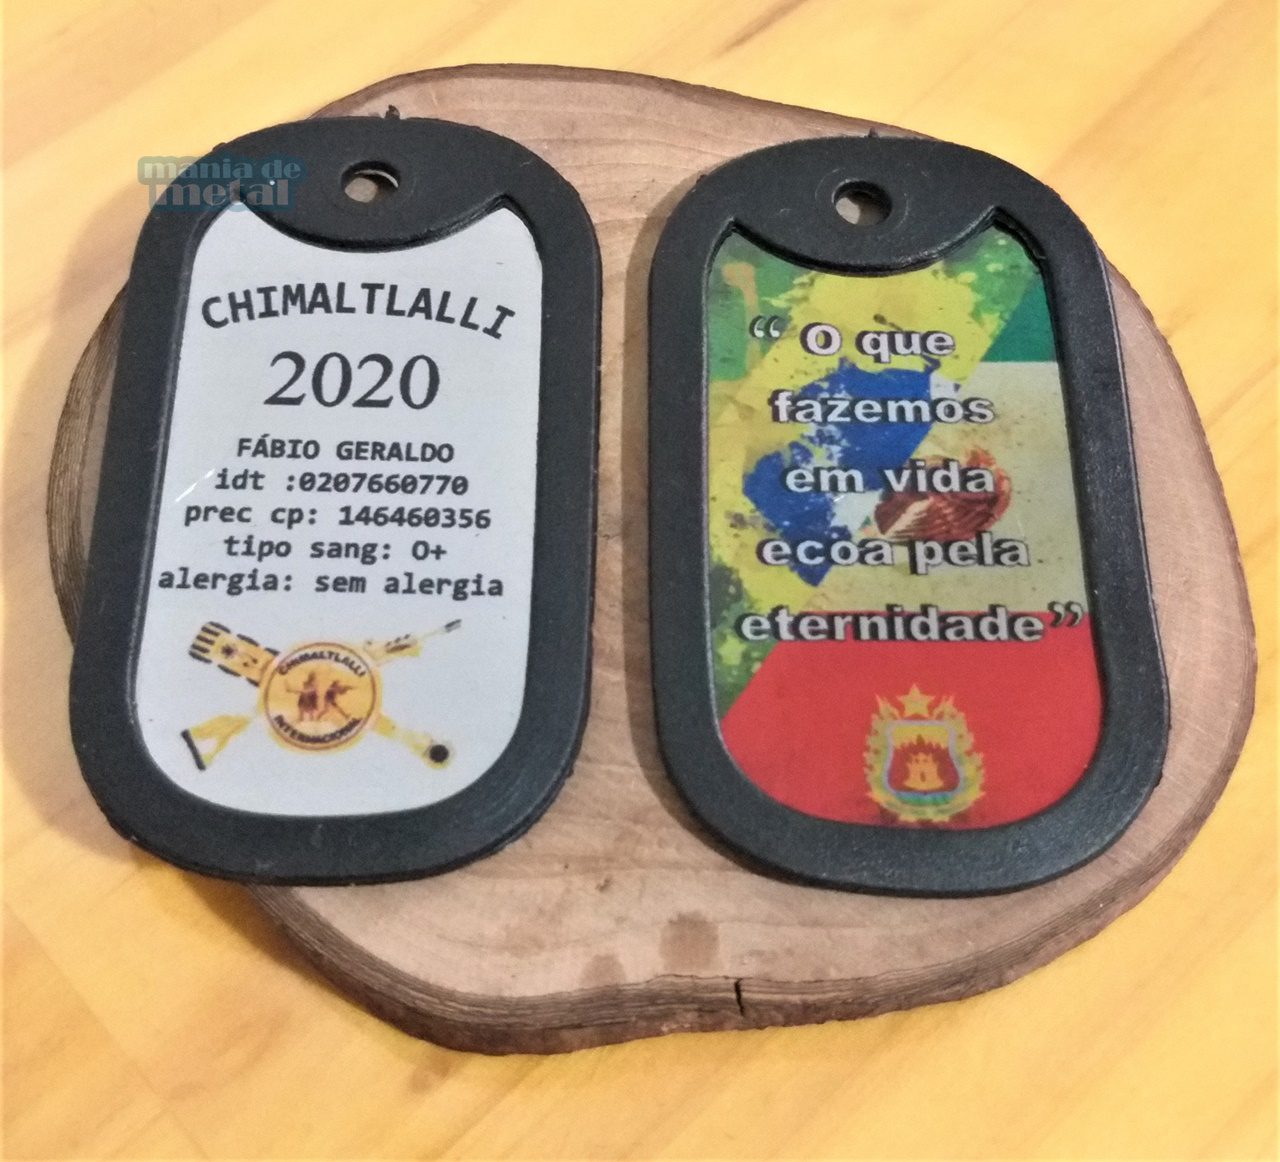 mania de
metal
CHIMALTLALLI
2020
FÁBIO GERALDO
idt :0207660770
prec cp: 146460356
tipo sang: O+
alergia: sem alergia
CHIMALTLALLI
INTERNACIONAL
“ O que
fazemos
em vida
ecoa pela
eternidade”